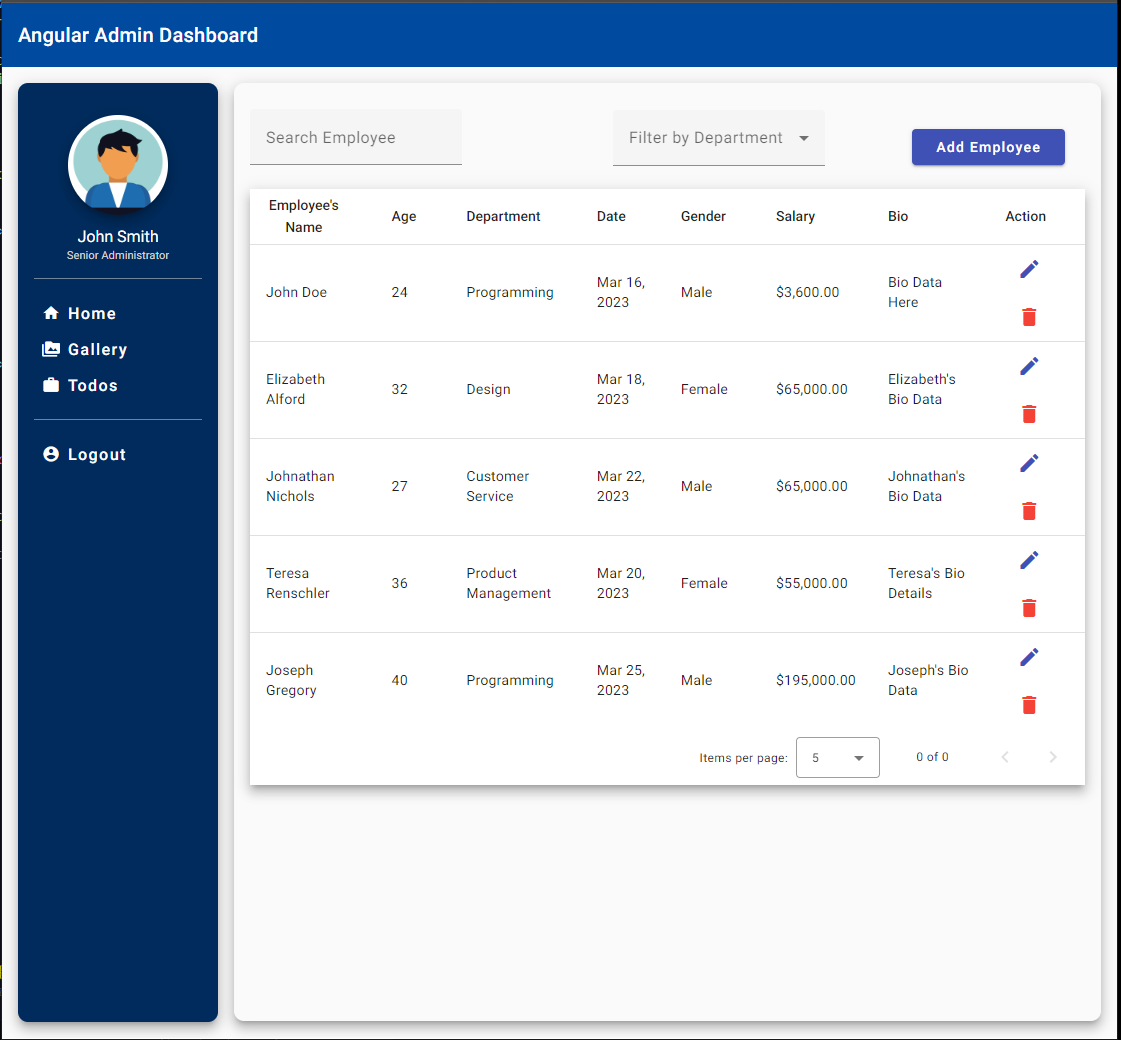 Angular Admin Dashboard
John Smith
Senior Administrator
Home
Gallery
Todos
Logout
Search Employee
Filter by Department
Add Employee
Employee's
Name
Age
Department
Date
Gender
Salary
Bio
Action
John Doe
24
Programming
Mar 16,
2023
Male
$3,600.00
Bio Data
Here
Elizabeth
Alford
32
Design
Mar 18,
2023
Female
$65,000.00
Elizabeth's
Bio Data
Johnathan
Nichols
27
Customer
Service
Mar 22,
2023
Male
$65,000.00
Johnathan's
Bio Data
Teresa
Renschler
36
Product
Management
Mar 20,
2023
Female
$55,000.00
Teresa's Bio
Details
Joseph
Gregory
40
Programming
Mar 25,
2023
Male
$195,000.00
Joseph's Bio
Data
Items per page:
5
0 of 0